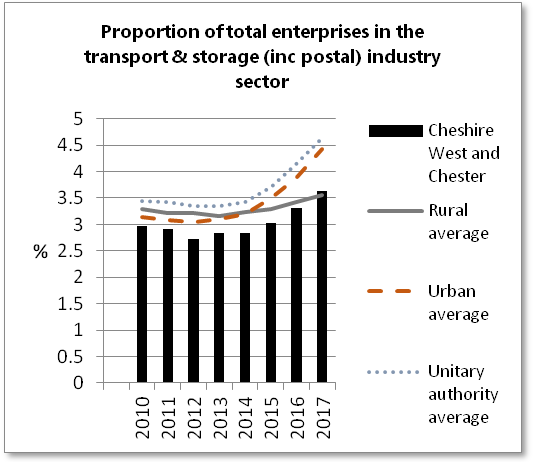 Proportion of total enterprises in the
transport & storage (inc postal) industry
sector
5
4.5
4
3.5
3
2.5
2
1.5
1
0.5
0
%
2010
2011
2012
2013
2014
2015
2016
2017
Cheshire
West and
Chester
Rural
average
Urban
average
Unitary
authority
average